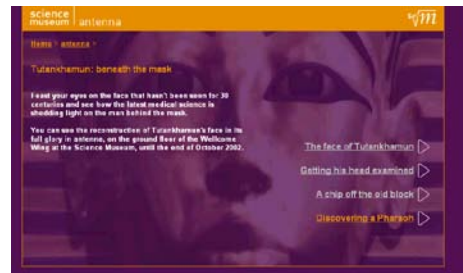 science
museum antenna
Home > antenna >
Tutankhamun: beneath the mask
Feast your eyes on the face that hasn't been seen for 30
centuries and see how the latest medical science is
shedding light on the man behind the mask.
You can see the reconstruction of Tutankhamen's face in its
full glory in antenna, on the ground floor of the Wellcome
Wing at the Science Museum, until the end of October 2002.
The face of Tutankhamun
Getting his head examined
A chip off the old block
Discovering a Pharaoh